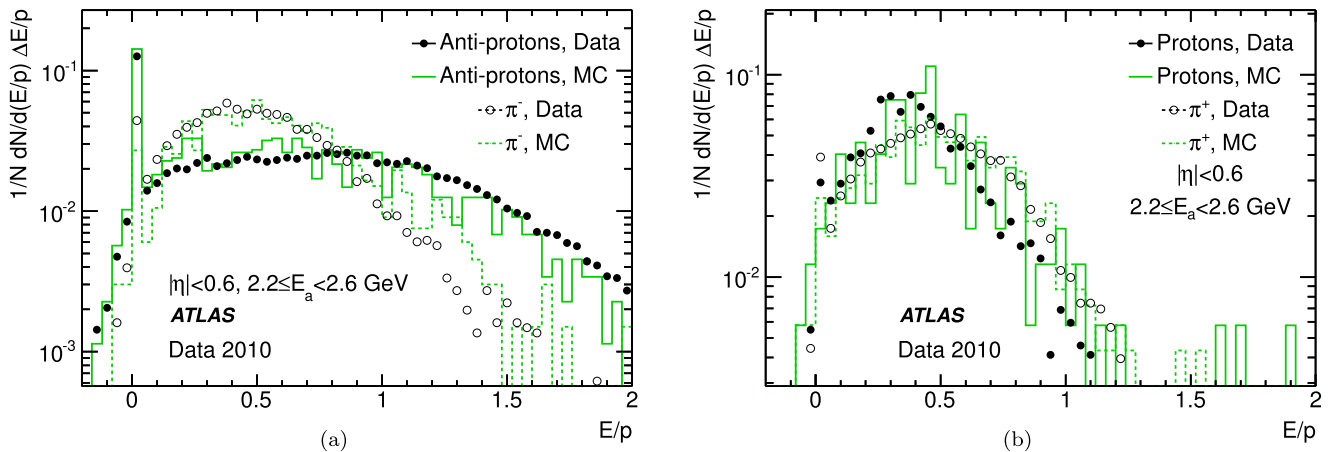 1/N dN/d(E/p) ΔE/p
10⁻¹
10⁻²
10⁻³
Anti-protons, Data
Anti-protons, MC
π⁻, Data
π⁻, MC
|η|<0.6, 2.2≤Eₐ<2.6 GeV
ATLAS
Data 2010
0 0.5 1 1.5 2
E/p
(a)
1/N dN/d(E/p) ΔE/p
10⁻¹
10⁻²
Protons, Data
Protons, MC
π⁺, Data
π⁺, MC
|η|<0.6
2.2≤Eₐ<2.6 GeV
ATLAS
Data 2010
0 0.5 1 1.5 2
E/p
(b)